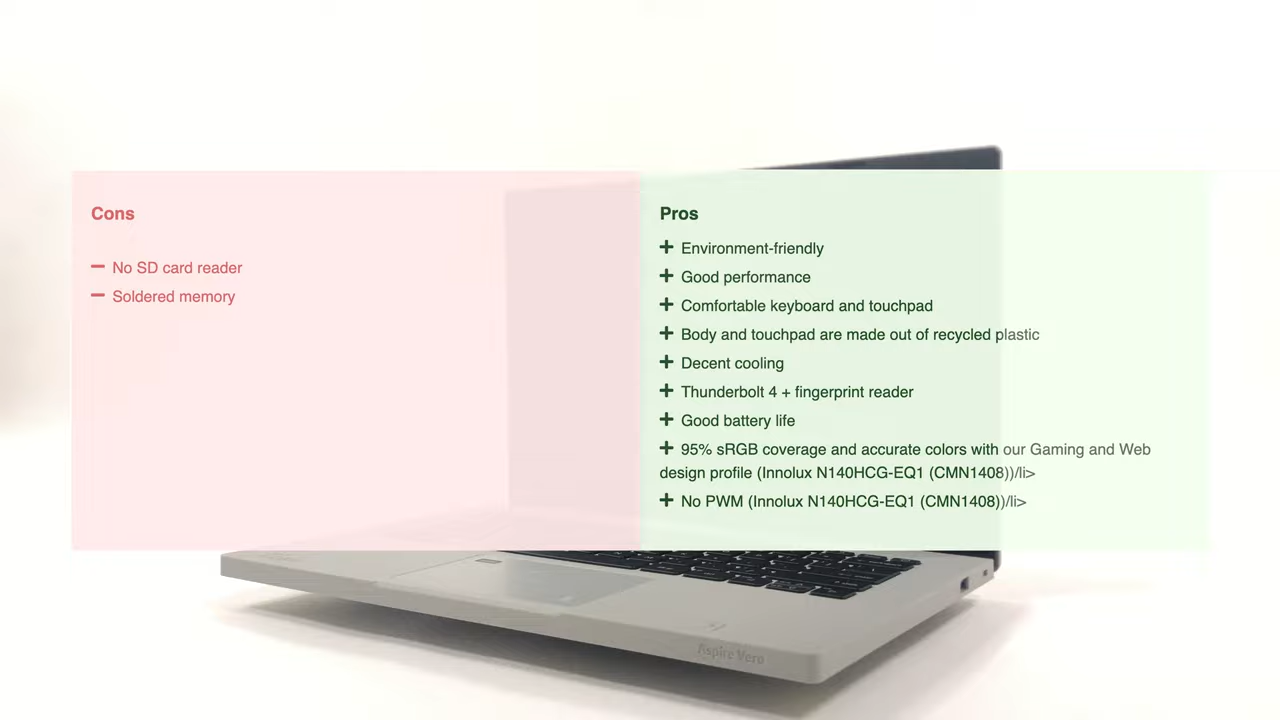 Cons
No SD card reader
Soldered memory
Pros
Environment-friendly
Good performance
Comfortable keyboard and touchpad
Body and touchpad are made out of recycled plastic
Decent cooling
Thunderbolt 4 + fingerprint reader
Good battery life
95% sRGB coverage and accurate colors with our Gaming and Web
design profile (Innolux N140HCG-EQ1 (CMN1408))/li>
No PWM (Innolux N140HCG-EQ1 (CMN1408))/li>
Aspire Vero